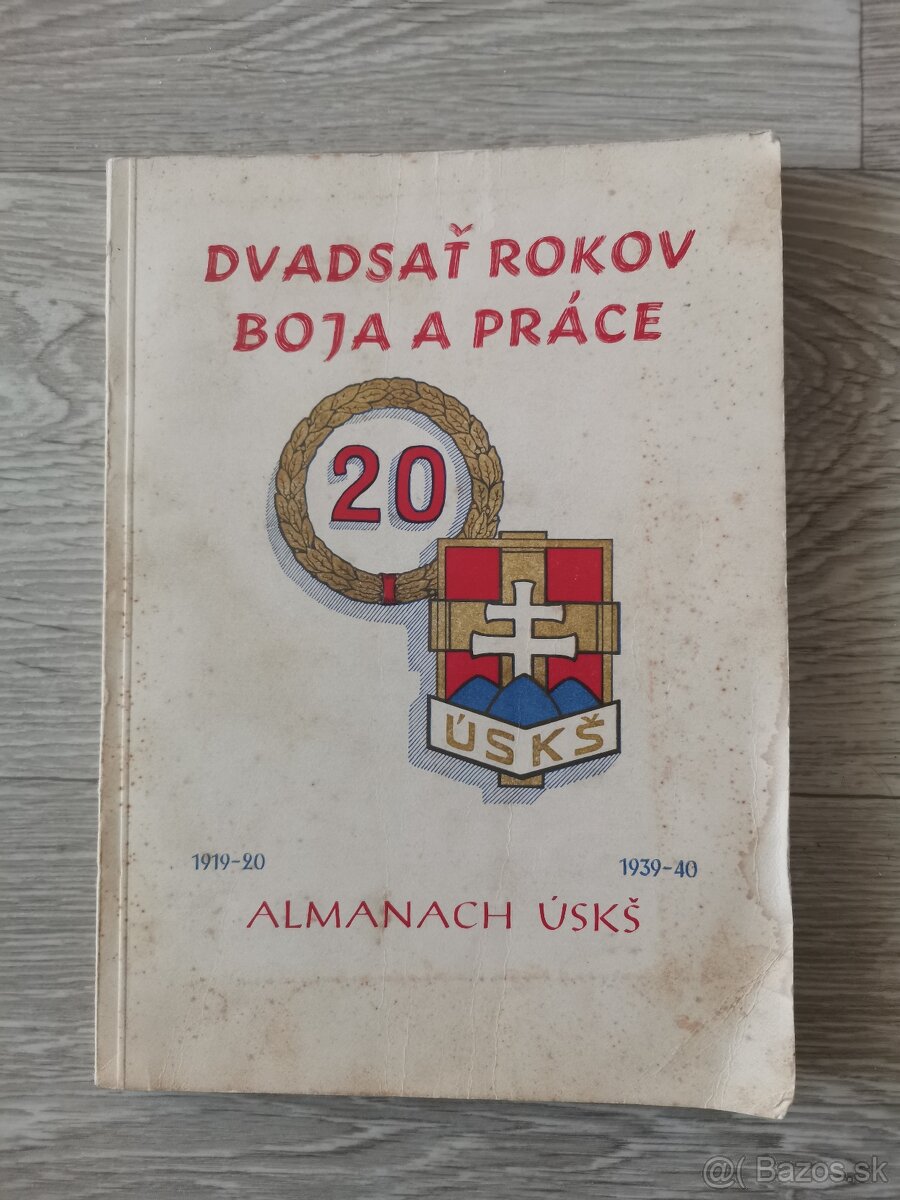 DVADSAŤ ROKOV
BOJA A PRÁCE
20
ÚSKŠ
1919-20
1939-40
ALMANACH ÚSKŠ
@( Bazos.sk